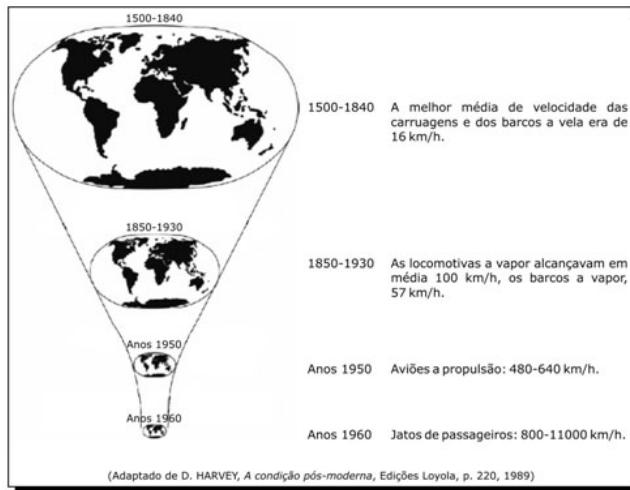 1500-1840
1500-1840 A melhor média de velocidade das
carruagens e dos barcos a vela era de
16 km/h.
1850-1930
1850-1930 As locomotivas a vapor alcançavam em
média 100 km/h, os barcos a vapor,
57 km/h.
Anos 1950
Anos 1950 Aviões a propulsão: 480-640 km/h.
Anos 1960
Anos 1960 Jatos de passageiros: 800-11000 km/h.
(Adaptado de D. HARVEY, A condição pós-moderna, Edições Loyola, p. 220, 1989)